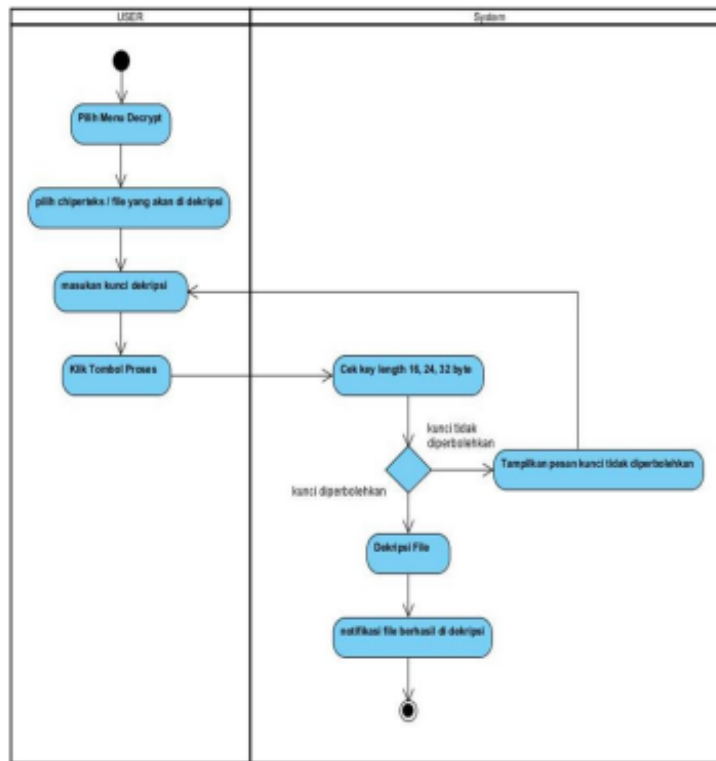 USER
System
Pilih Menu Decrypt
pilih chiperteks / file yang akan di dekripsi
masukan kunci dekripsi
Klik Tombol Proses
Cek key length 16, 24, 32 byte
kunci tidak
diperbolehkan
Tampilkan pesan kunci tidak diperbolehkan
kunci diperbolehkan
Dekripsi File
notifikasi file berhasil di dekripsi